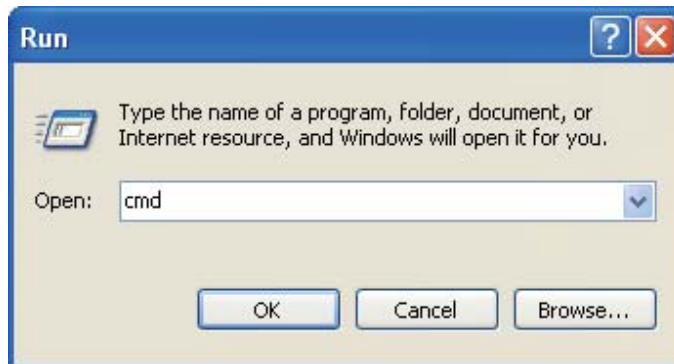 Run
Type the name of a program, folder, document, or
Internet resource, and Windows will open it for you.
Open: cmd
OK Cancel Browse...